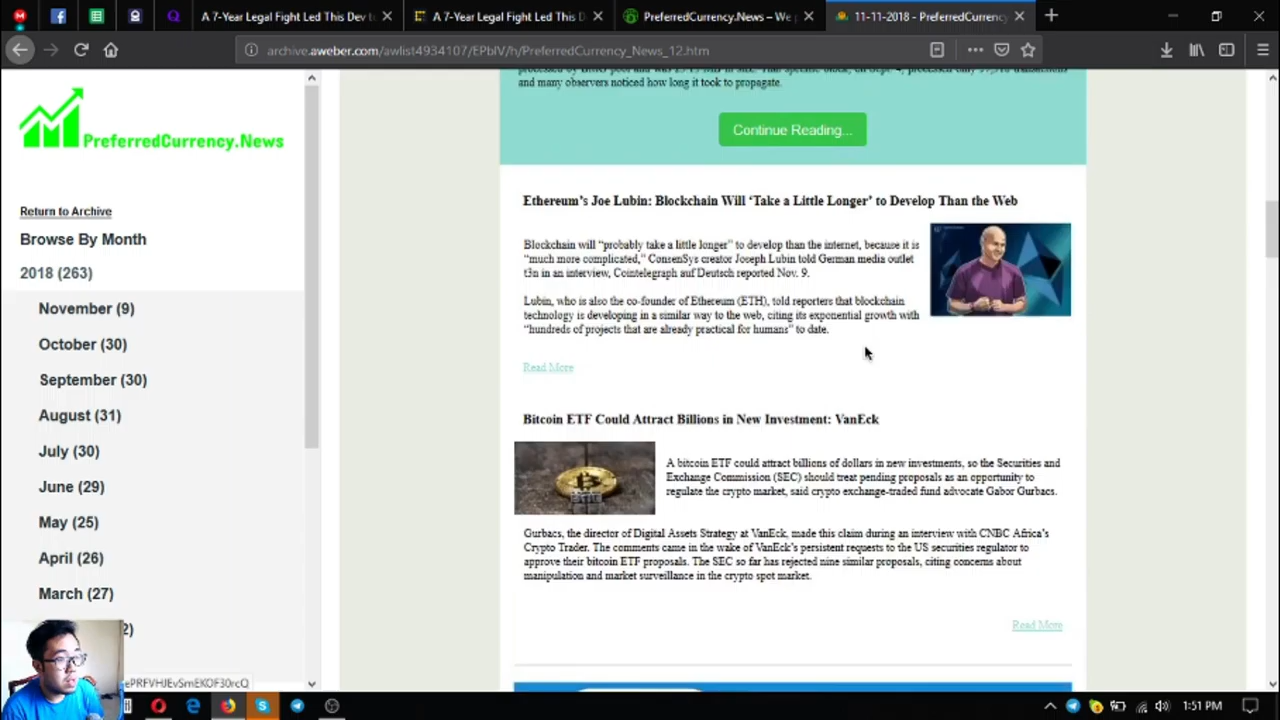 A 7-Year Legal Fight Led This Dev t
A 7-Year Legal Fight Led This D
PreferredCurrency.News – We p
11-11-2018 - PreferredCurrency
archive.aweber.com/awlist4934107/EPbIV/h/PreferredCurrency_News_12.htm
PreferredCurrency.News
Return to Archive
Browse By Month
2018 (263)
November (9)
October (30)
September (30)
August (31)
July (30)
June (29)
May (25)
April (26)
March (27)
2)
ePRFVHJEvSmEKOF30rcQ
and many observers noticed how long it took to propagate.
Continue Reading...
Ethereum's Joe Lubin: Blockchain Will 'Take a Little Longer' to Develop Than the Web
Blockchain will "probably take a little longer" to develop than the internet, because it is
"much more complicated," ConsenSys creator Joseph Lubin told German media outlet
t3n in an interview, Cointelegraph auf Deutsch reported Nov. 9.
Lubin, who is also the co-founder of Ethereum (ETH), told reporters that blockchain
technology is developing in a similar way to the web, citing its exponential growth with
"hundreds of projects that are already practical for humans" to date.
Read More
Bitcoin ETF Could Attract Billions in New Investment: VanEck
A bitcoin ETF could attract billions of dollars in new investments, so the Securities and
Exchange Commission (SEC) should treat pending proposals as an opportunity to
regulate the crypto market, said crypto exchange-traded fund advocate Gabor Gurbacs.
Gurbacs, the director of Digital Assets Strategy at VanEck, made this claim during an interview with CNBC Africa's
Crypto Trader. The comments came in the wake of VanEck's persistent requests to the US securities regulator to
approve their bitcoin ETF proposals. The SEC so far has rejected nine similar proposals, citing concerns about
manipulation and market surveillance in the crypto spot market.
Read More
1:51 PM